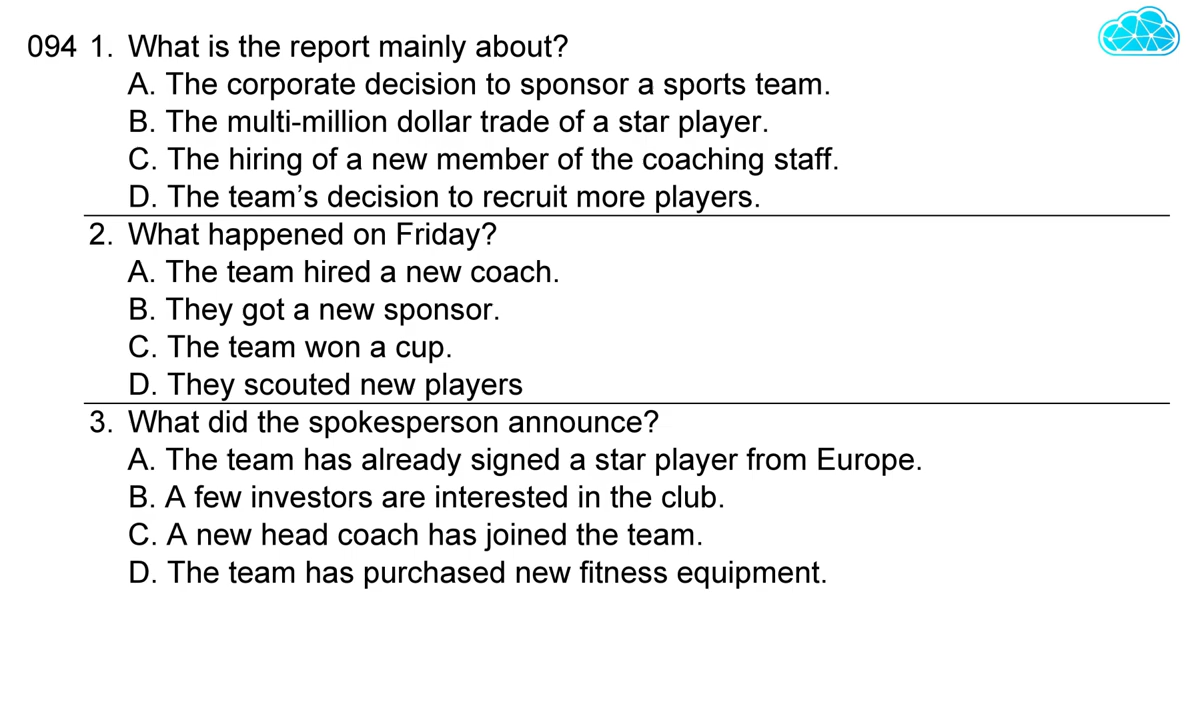 094 1. What is the report mainly about?
A. The corporate decision to sponsor a sports team.
B. The multi-million dollar trade of a star player.
C. The hiring of a new member of the coaching staff.
D. The team’s decision to recruit more players.
2. What happened on Friday?
A. The team hired a new coach.
B. They got a new sponsor.
C. The team won a cup.
D. They scouted new players
3. What did the spokesperson announce?
A. The team has already signed a star player from Europe.
B. A few investors are interested in the club.
C. A new head coach has joined the team.
D. The team has purchased new fitness equipment.